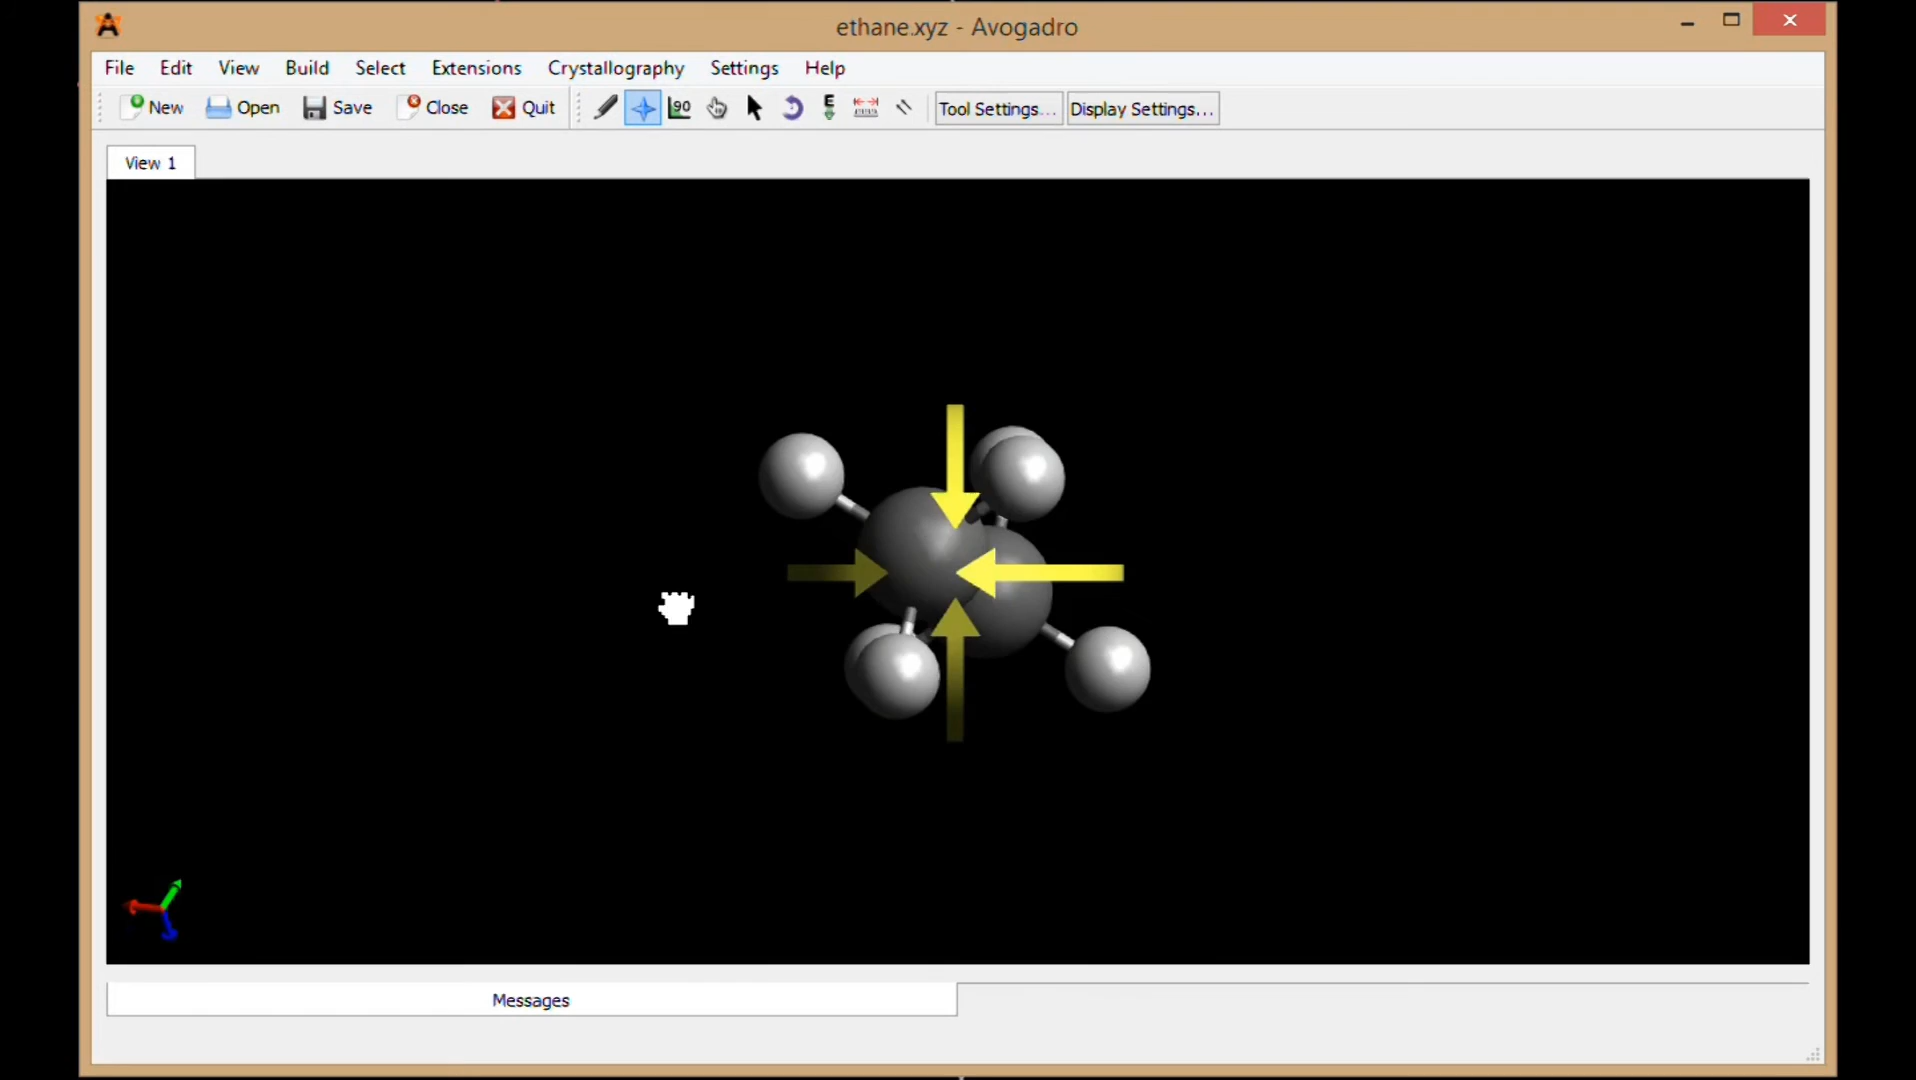 ethane.xyz - Avogadro
File Edit View Build Select Extensions Crystallography Settings Help
New Open Save Close Quit 90 E Tool Settings... Display Settings...
View 1
Messages